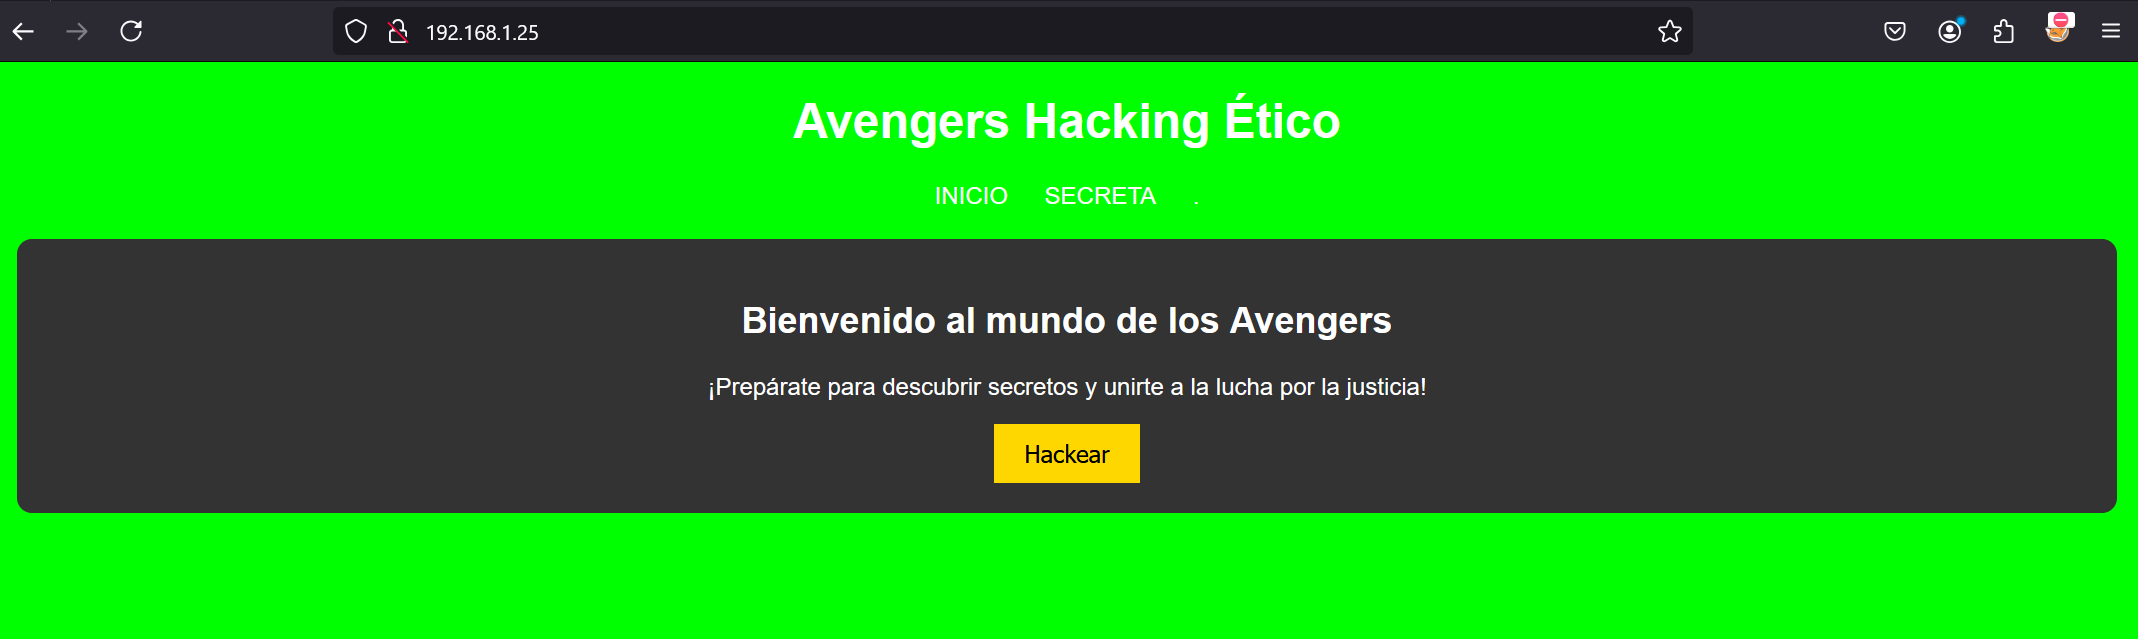 192.168.1.25
Avengers Hacking Ético
INICIO SECRETA .
Bienvenido al mundo de los Avengers
¡Prepárate para descubrir secretos y unirte a la lucha por la justicia!
Hackear